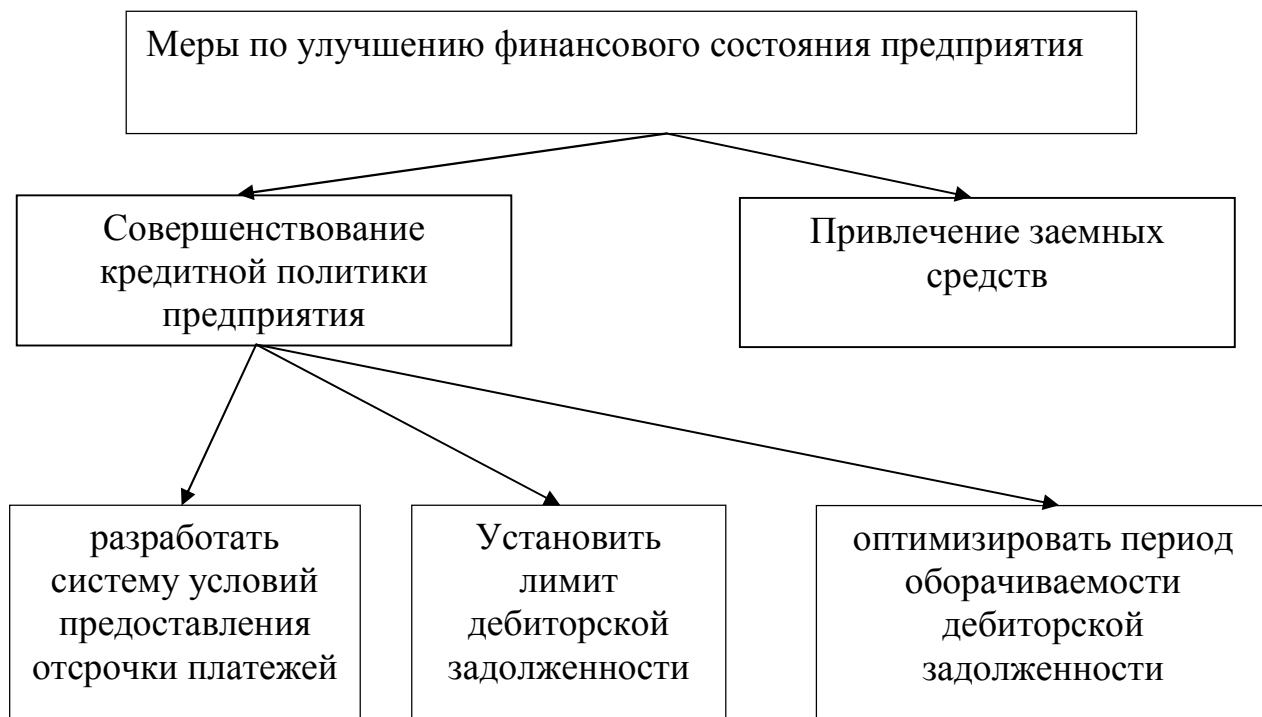 Меры по улучшению финансового состояния предприятия
Совершенствование
кредитной политики
предприятия
Привлечение заемных
средств
разработать
систему условий
предоставления
отсрочки платежей
Установить
лимит
дебиторской
задолженности
оптимизировать период
оборачиваемости
дебиторской
задолженности